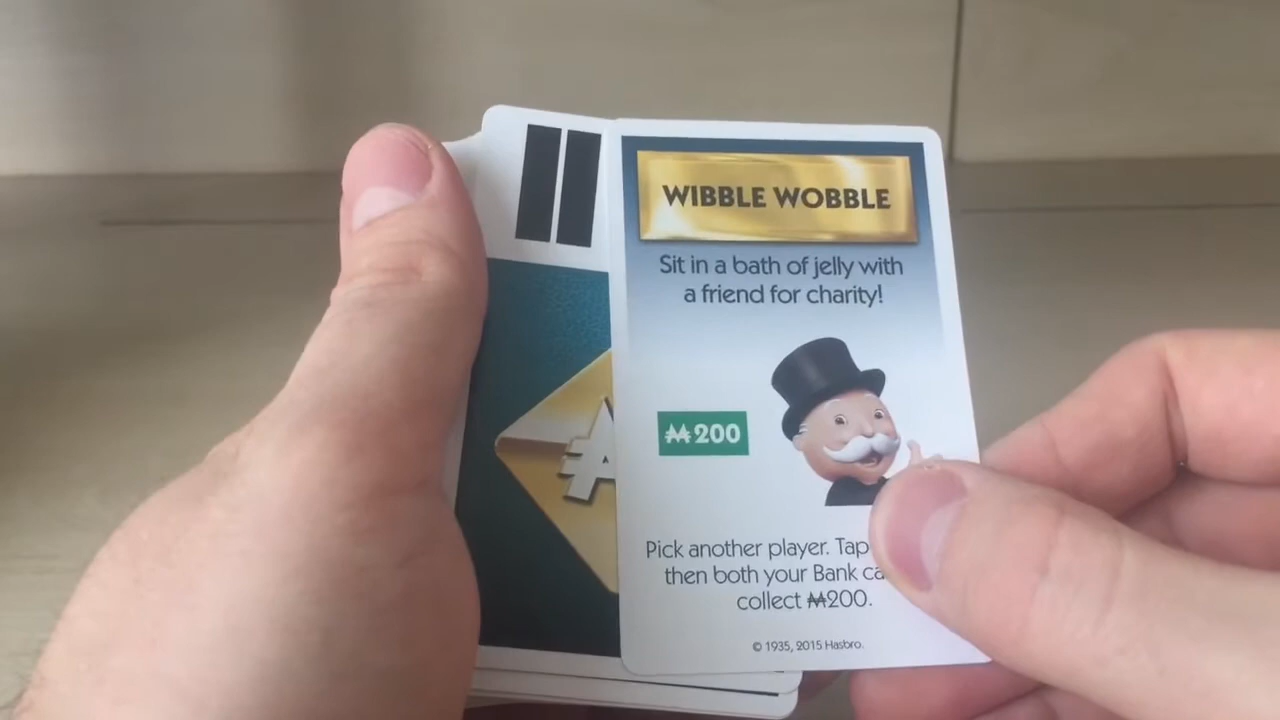 WIBBLE WOBBLE
Sit in a bath of jelly with
a friend for charity!
₩200
Pick another player. Tap
then both your Bank
collect ₩200.
© 1935, 2015 Hasbro.